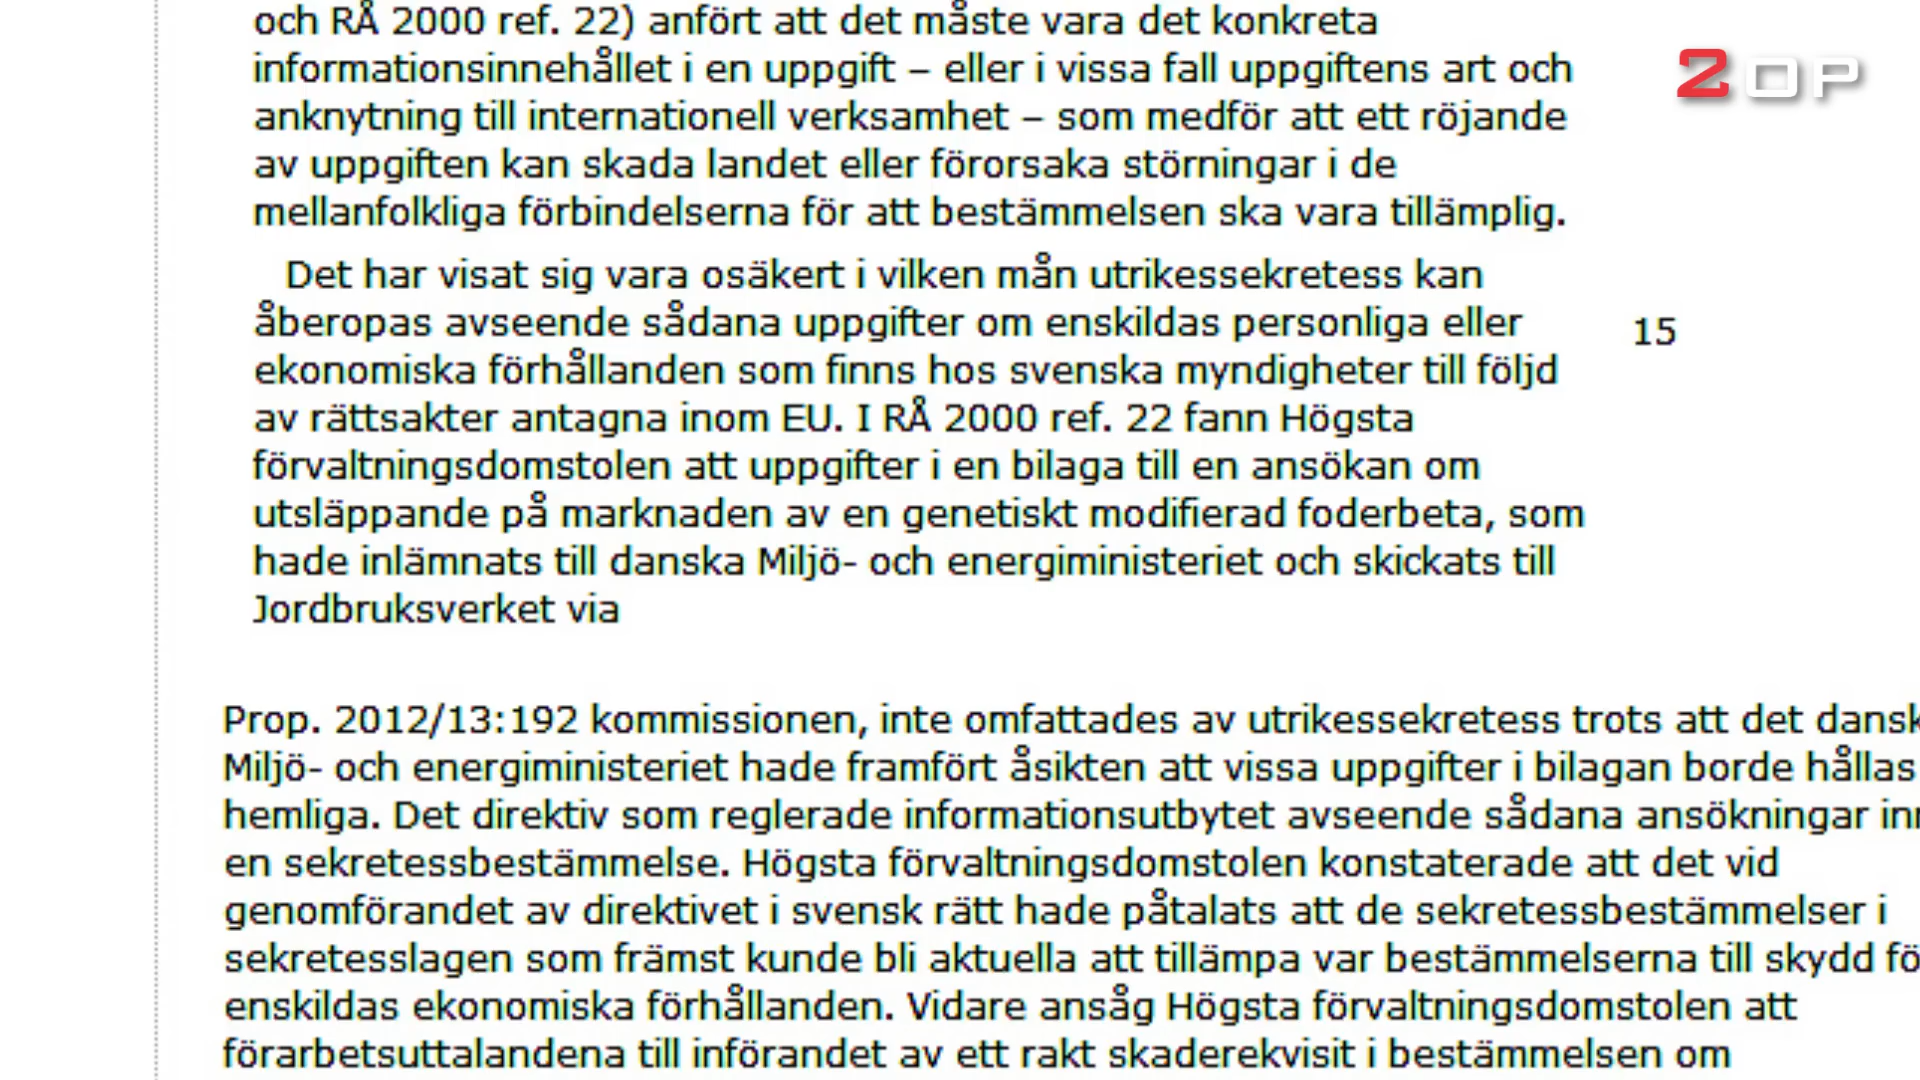 och RÅ 2000 ref. 22) anfört att det måste vara det konkreta
informationsinnehållet i en uppgift – eller i vissa fall uppgiftens art och
anknytning till internationell verksamhet – som medför att ett röjande
av uppgiften kan skada landet eller förorsaka störningar i de
mellanfolkliga förbindelserna för att bestämmelsen ska vara tillämplig.
2OP
Det har visat sig vara osäkert i vilken mån utrikessekretess kan
åberopas avseende sådana uppgifter om enskildas personliga eller
ekonomiska förhållanden som finns hos svenska myndigheter till följd
av rättsakter antagna inom EU. I RÅ 2000 ref. 22 fann Högsta
förvaltningsdomstolen att uppgifter i en bilaga till en ansökan om
utsläppande på marknaden av en genetiskt modifierad foderbeta, som
hade inlämnats till danska Miljö- och energiministeriet och skickats till
Jordbruksverket via
15
Prop. 2012/13:192 kommissionen, inte omfattades av utrikessekretess trots att det dansk
Miljö- och energiministeriet hade framfört åsikten att vissa uppgifter i bilagan borde hållas
hemliga. Det direktiv som reglerade informationsutbytet avseende sådana ansökningar inn
en sekretessbestämmelse. Högsta förvaltningsdomstolen konstaterade att det vid
genomförandet av direktivet i svensk rätt hade påtalats att de sekretessbestämmelser i
sekretesslagen som främst kunde bli aktuella att tillämpa var bestämmelserna till skydd fö
enskildas ekonomiska förhållanden. Vidare ansåg Högsta förvaltningsdomstolen att
förarbetsuttalandena till införandet av ett rakt skaderekvisit i bestämmelsen om